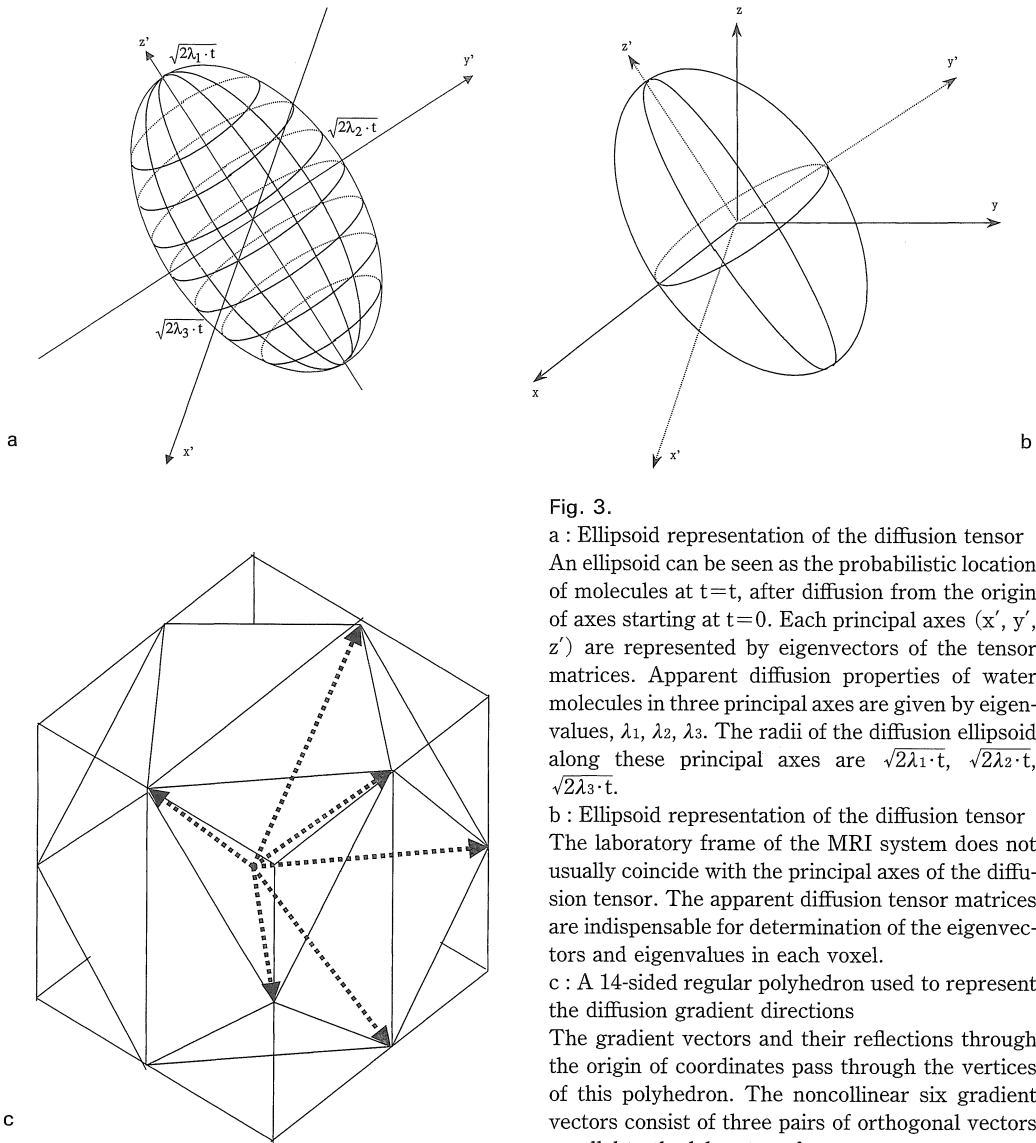 z'
√2λ₁·t
y'
√2λ₂·t
√2λ₃·t
x'
a
z
z'
y'
y
x
x'
b
c
Fig. 3.
a : Ellipsoid representation of the diffusion tensor
An ellipsoid can be seen as the probabilistic location
of molecules at t=t, after diffusion from the origin
of axes starting at t=0. Each principal axes (x′, y′,
z′) are represented by eigenvectors of the tensor
matrices. Apparent diffusion properties of water
molecules in three principal axes are given by eigen-
values, λ1, λ2, λ3. The radii of the diffusion ellipsoid
along these principal axes are √2λ1·t, √2λ2·t,
√2λ3·t.
b : Ellipsoid representation of the diffusion tensor
The laboratory frame of the MRI system does not
usually coincide with the principal axes of the diffu-
sion tensor. The apparent diffusion tensor matrices
are indispensable for determination of the eigenvec-
tors and eigenvalues in each voxel.
c : A 14-sided regular polyhedron used to represent
the diffusion gradient directions
The gradient vectors and their reflections through
the origin of coordinates pass through the vertices
of this polyhedron. The noncollinear six gradient
vectors consist of three pairs of orthogonal vectors